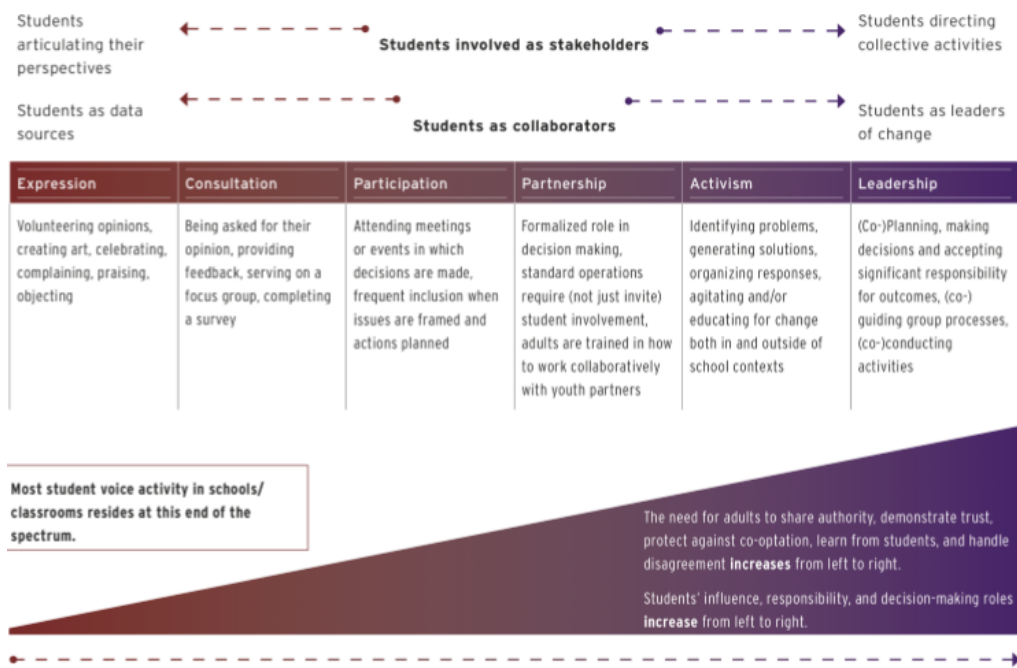 Students
articulating their
perspectives
Students involved as stakeholders
Students directing
collective activities
Students as data
sources
Students as collaborators
Students as leaders
of change
Expression
Volunteering opinions,
creating art, celebrating,
complaining, praising,
objecting
Consultation
Being asked for their
opinion, providing
feedback, serving on a
focus group, completing
a survey
Participation
Attending meetings
or events in which
decisions are made,
frequent inclusion when
issues are framed and
actions planned
Partnership
Formalized role in
decision making,
standard operations
require (not just invite)
student involvement,
adults are trained in how
to work collaboratively
with youth partners
Activism
Identifying problems,
generating solutions,
organizing responses,
agitating and/or
educating for change
both in and outside of
school contexts
Leadership
(Co-)Planning, making
decisions and accepting
significant responsibility
for outcomes, (co-)
guiding group processes,
(co-)conducting
activities
Most student voice activity in schools/
classrooms resides at this end of the
spectrum.
The need for adults to share authority, demonstrate trust,
protect against co-optation, learn from students, and handle
disagreement increases from left to right.
Students' influence, responsibility, and decision-making roles
increase from left to right.